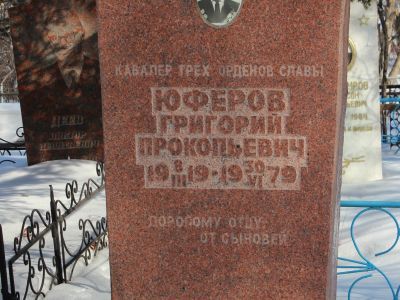 КАВАЛЕР ТРЕХ ОРДЕНОВ СЛАВЫ
ЮФЕРОВ
ГРИГОРИЙ
ПРОКОПЬЕВИЧ
19 8/III 19-19 30/VI 79
ДОРОГОМУ ОТЦУ
ОТ СЫНОВЕЙ
ДЕЕВ